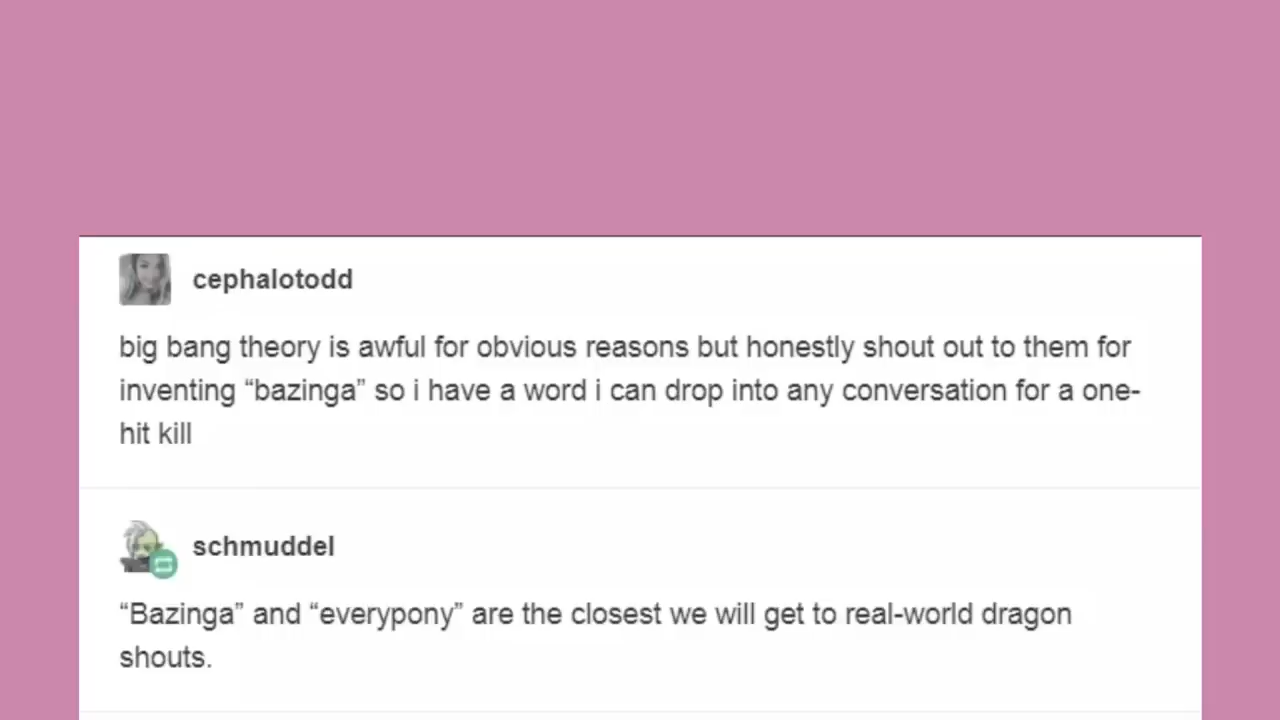 cephalotodd
big bang theory is awful for obvious reasons but honestly shout out to them for
inventing “bazinga” so i have a word i can drop into any conversation for a one-
hit kill
schmuddel
“Bazinga” and “everypony” are the closest we will get to real-world dragon
shouts.